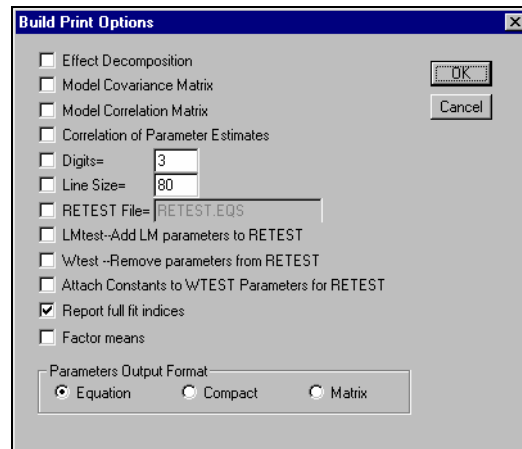 Build Print Options
Effect Decomposition
OK
Model Covariance Matrix
Model Correlation Matrix
Cancel
Correlation of Parameter Estimates
Digits= 3
Line Size= 80
RETEST File= RETEST.EQS
LMtest--Add LM parameters to RETEST
Wtest --Remove parameters from RETEST
Attach Constants to WTEST Parameters for RETEST
Report full fit indices
Factor means
Parameters Output Format
Equation Compact Matrix